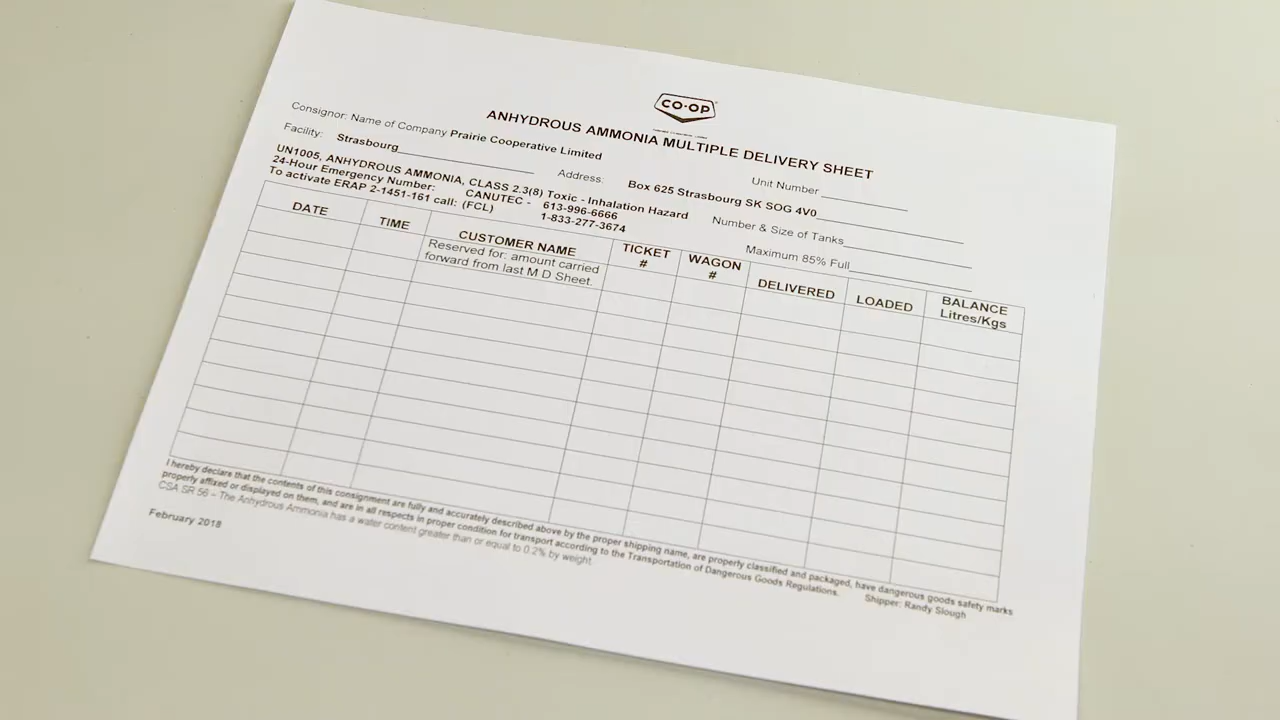 CO-OP
ANHYDROUS AMMONIA MULTIPLE DELIVERY SHEET
Consignor: Name of Company Prairie Cooperative Limited
Unit Number
Facility: Strasbourg
Address: Box 625 Strasbourg SK SOG 4V0
UN1005, ANHYDROUS AMMONIA, CLASS 2.3(8) Toxic - Inhalation Hazard
Number & Size of Tanks
24-Hour Emergency Number: CANUTEC - 613-996-6666
Maximum 85% Full
To activate ERAP 2-1451-161 call: (FCL) 1-833-277-3674
DATE TIME CUSTOMER NAME TICKET # WAGON # DELIVERED LOADED BALANCE Litres/Kgs
Reserved for: amount carried
forward from last M D Sheet.
I hereby declare that the contents of this consignment are fully and accurately described above by the proper shipping name, are properly classified and packaged, have dangerous goods safety marks
properly affixed or displayed on them, and are in all respects in proper condition for transport according to the Transportation of Dangerous Goods Regulations.
CSA SR 56 – The Anhydrous Ammonia has a water content greater than or equal to 0.2% by weight.
Shipper: Randy Slough
February 2018